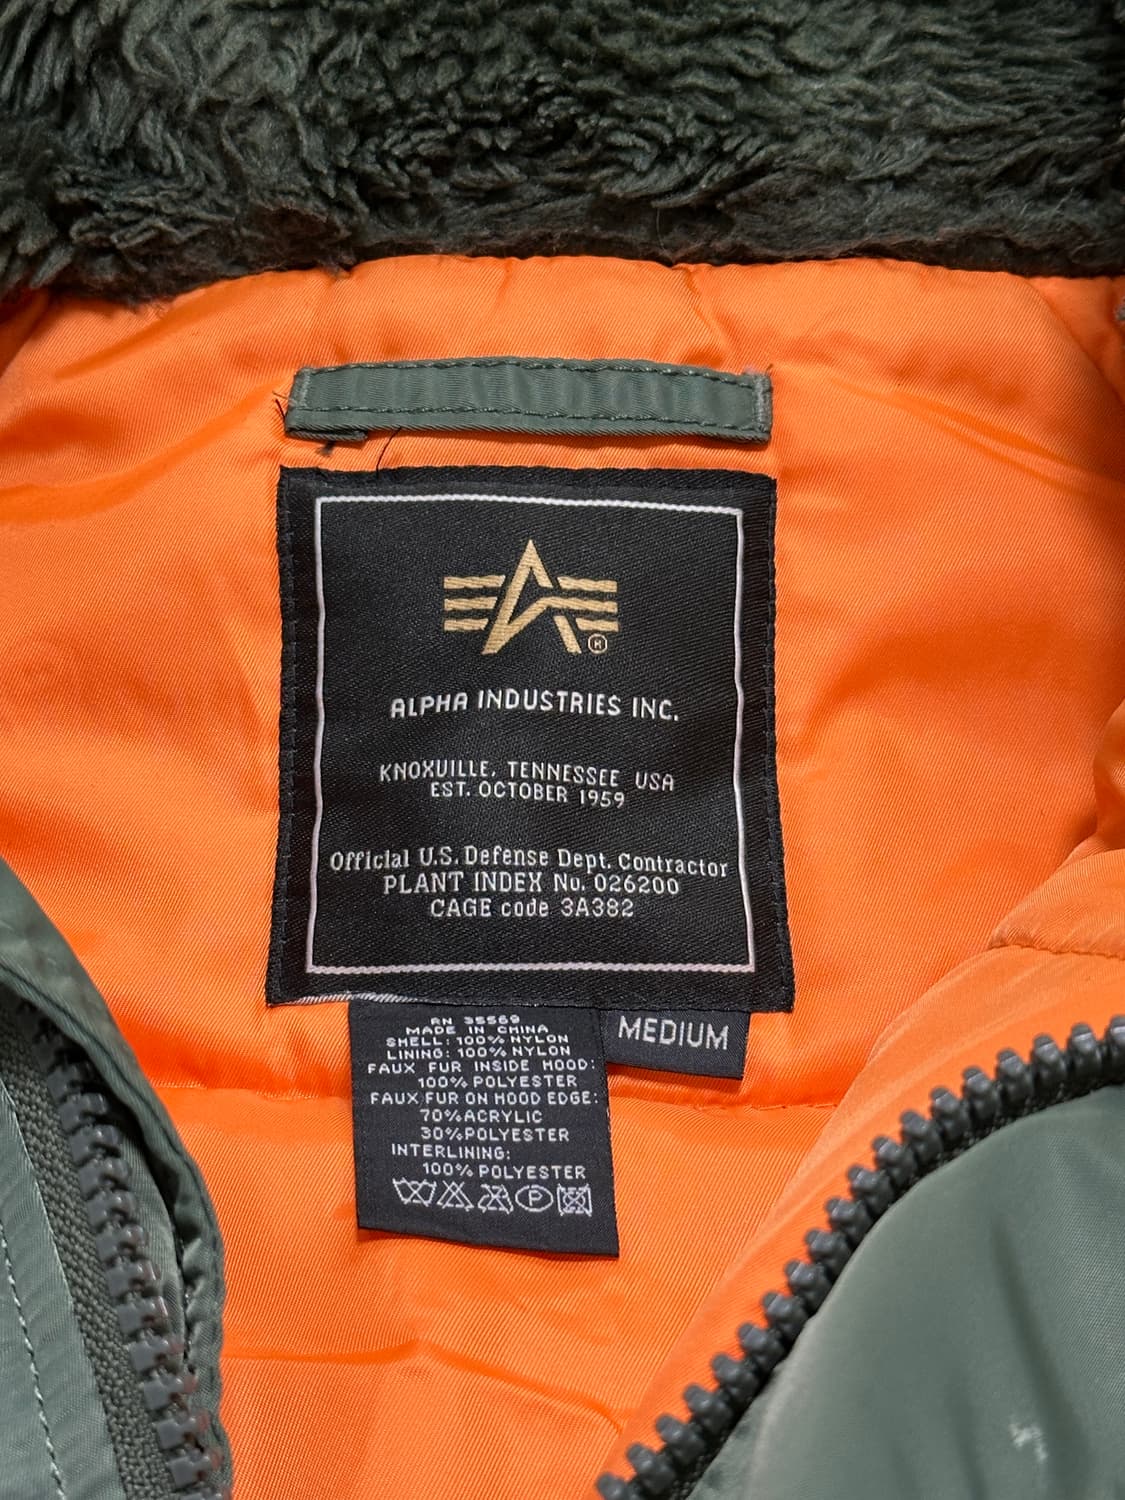 ALPHA INDUSTRIES INC.
KNOXVILLE, TENNESSEE USA
EST. OCTOBER 1959
Official U.S. Defense Dept. Contractor
PLANT INDEX No. 026200
CAGE code 3A382
RN 35569
MADE IN CHINA
SHELL: 100% NYLON
LINING: 100% NYLON
FAUX FUR INSIDE HOOD:
100% POLYESTER
FAUX FUR ON HOOD EDGE:
70% ACRYLIC
30% POLYESTER
INTERLINING:
100% POLYESTER
P
MEDIUM